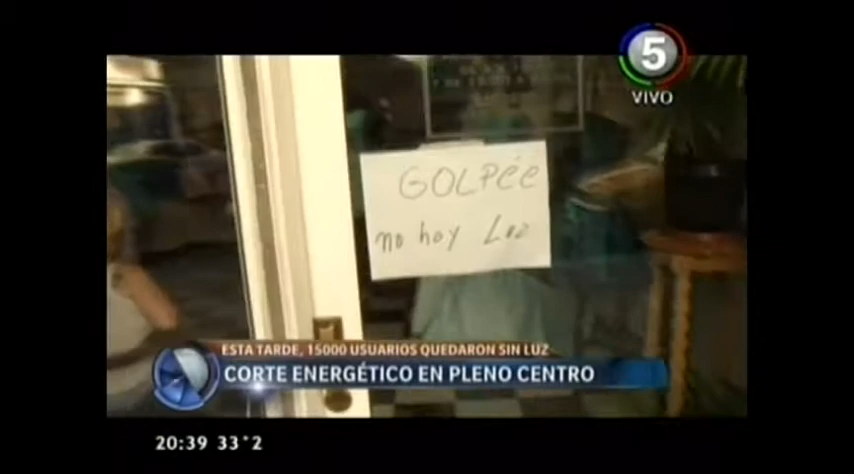 5
VIVO
GOLPÉE
no hay Luz
ESTA TARDE, 15000 USUARIOS QUEDARON SIN LUZ
CORTE ENERGÉTICO EN PLENO CENTRO
20:39 33°2